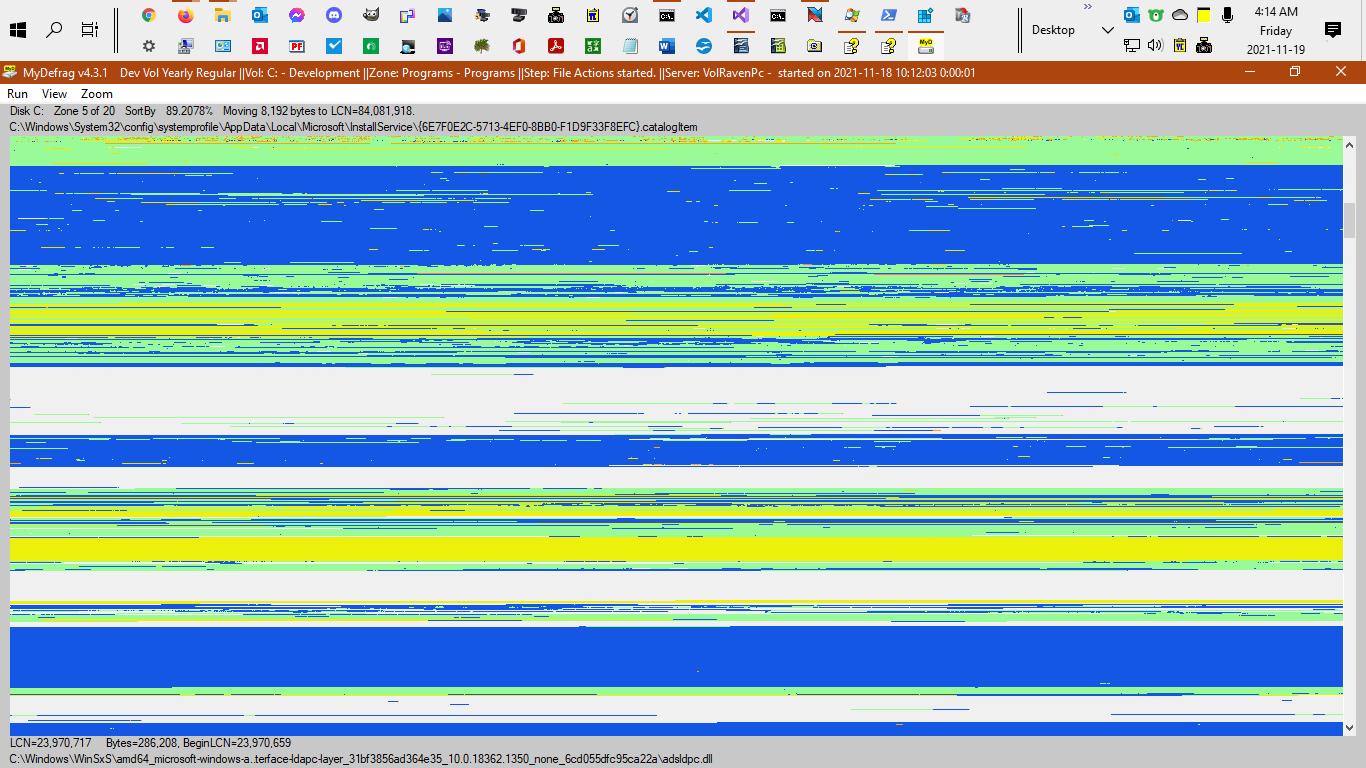 4:14 AM
Friday
2021-11-19
Desktop
MyDefrag v4.3.1 Dev Vol Yearly Regular ||Vol: C: - Development ||Zone: Programs - Programs ||Step: File Actions started. ||Server: VolRavenPc - started on 2021-11-18 10:12:03 0:00:01
Run View Zoom
Disk C: Zone 5 of 20 SortBy 89.2078% Moving 8,192 bytes to LCN=84,081,918.
C:\Windows\System32\config\systemprofile\AppData\Local\Microsoft\InstallService\{6E7F0E2C-5713-4EF0-8BB0-F1D9F33F8EFC}.catalogItem
LCN=23,970,717 Bytes=286,208, BeginLCN=23,970,659
C:\Windows\WinSxS\amd64_microsoft-windows-a..terface-ldapc-layer_31bf3856ad364e35_10.0.18362.1350_none_6cd055dfc95ca22a\adsldpc.dll